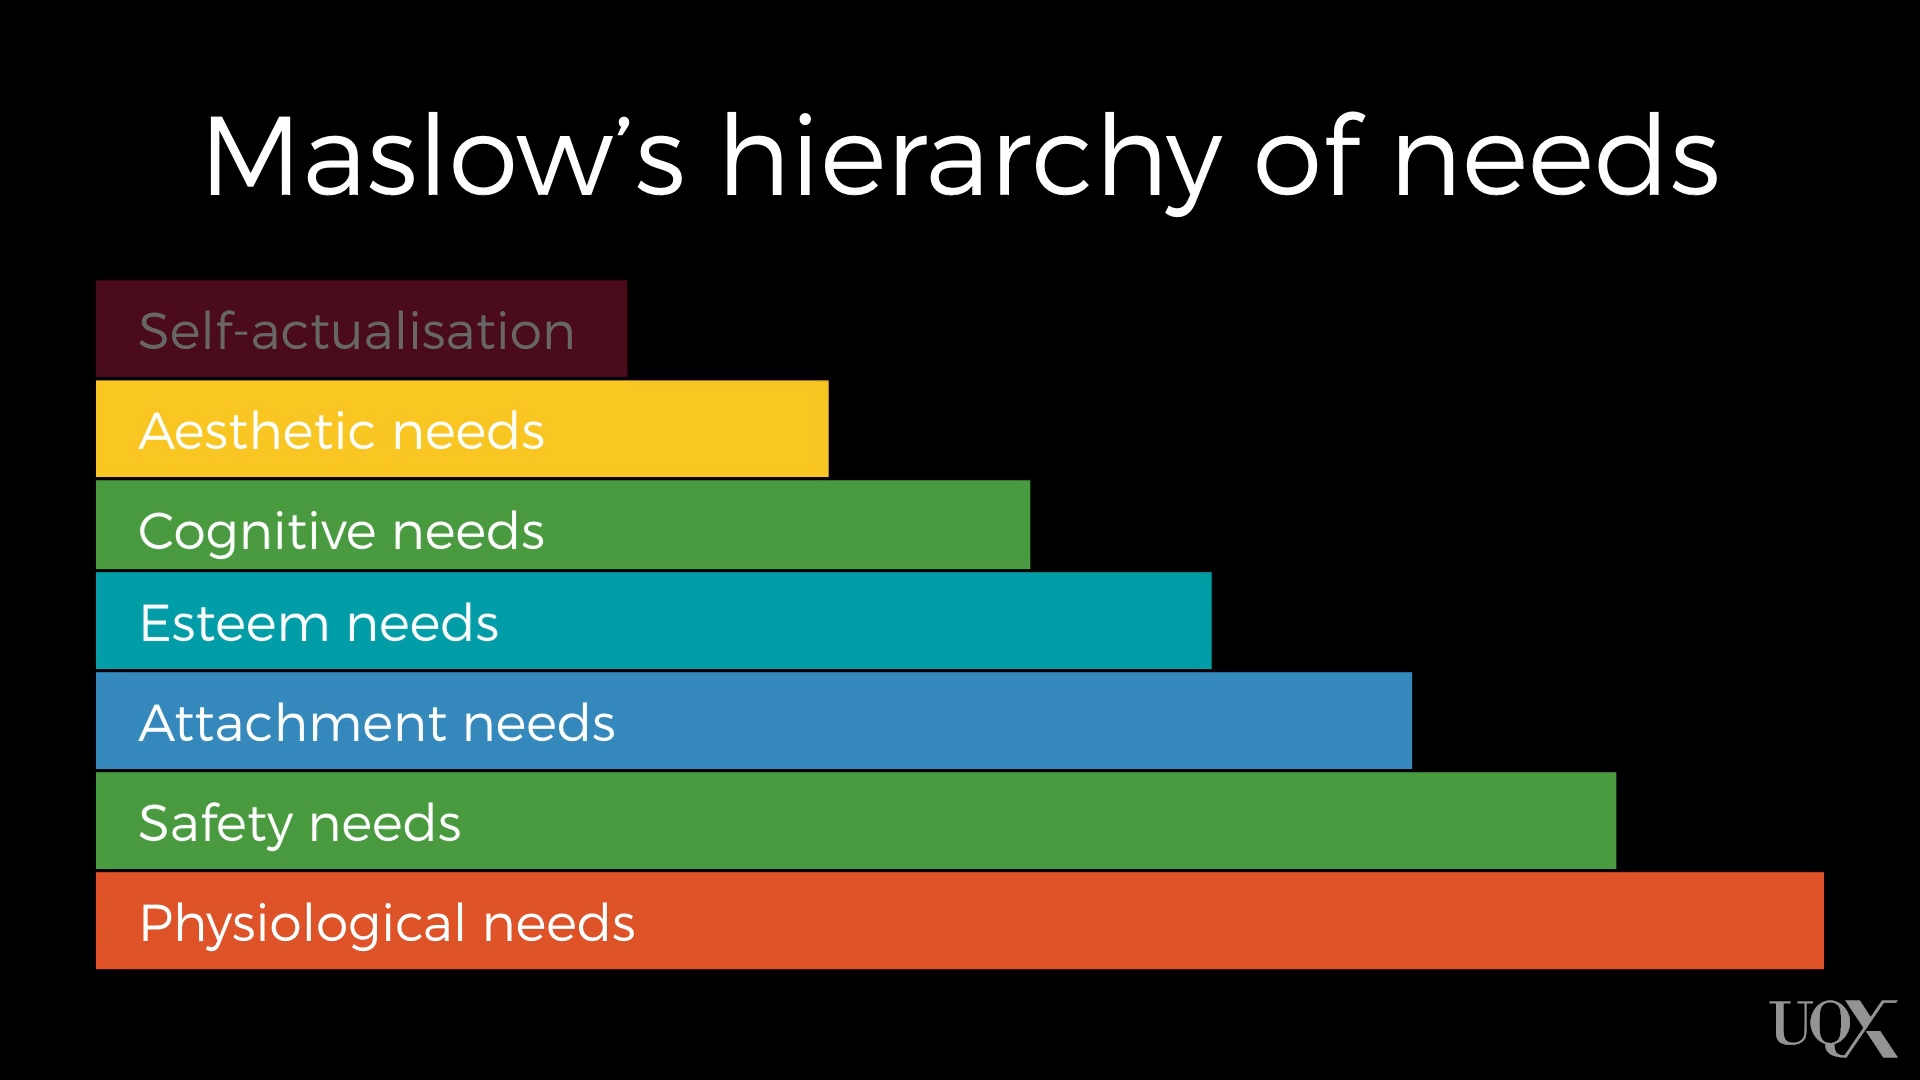 Maslow’s hierarchy of needs
Self-actualisation
Aesthetic needs
Cognitive needs
Esteem needs
Attachment needs
Safety needs
Physiological needs
UQX